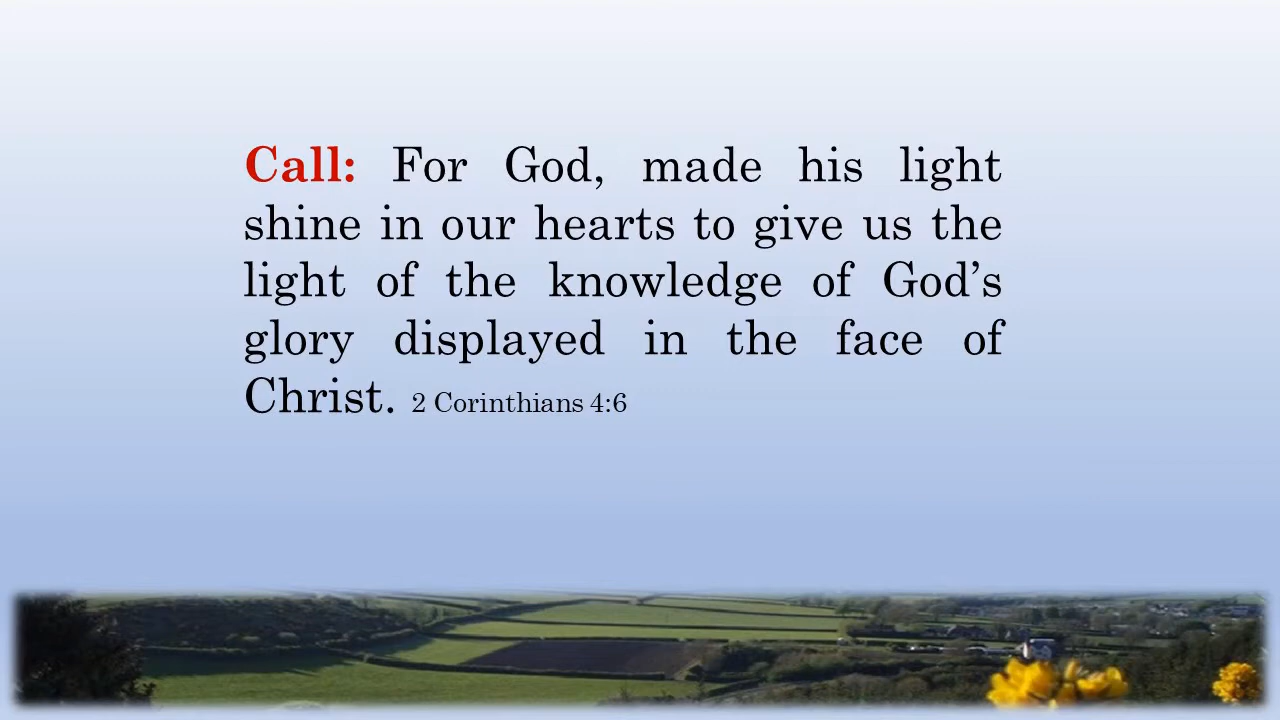 Call: For God, made his light
shine in our hearts to give us the
light of the knowledge of God’s
glory displayed in the face of
Christ. 2 Corinthians 4:6